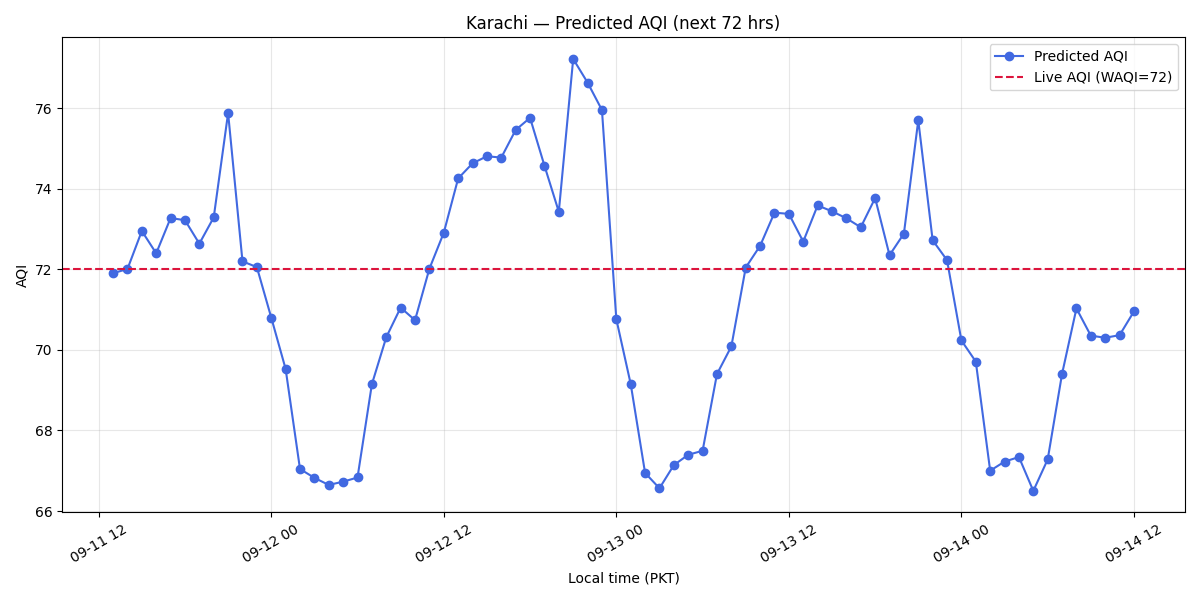 Karachi — Predicted AQI (next 72 hrs)
Predicted AQI
Live AQI (WAQI=72)
AQI
76
74
72
70
68
66
09-11 12
09-12 00
09-12 12
09-13 00
09-13 12
09-14 00
09-14 12
Local time (PKT)